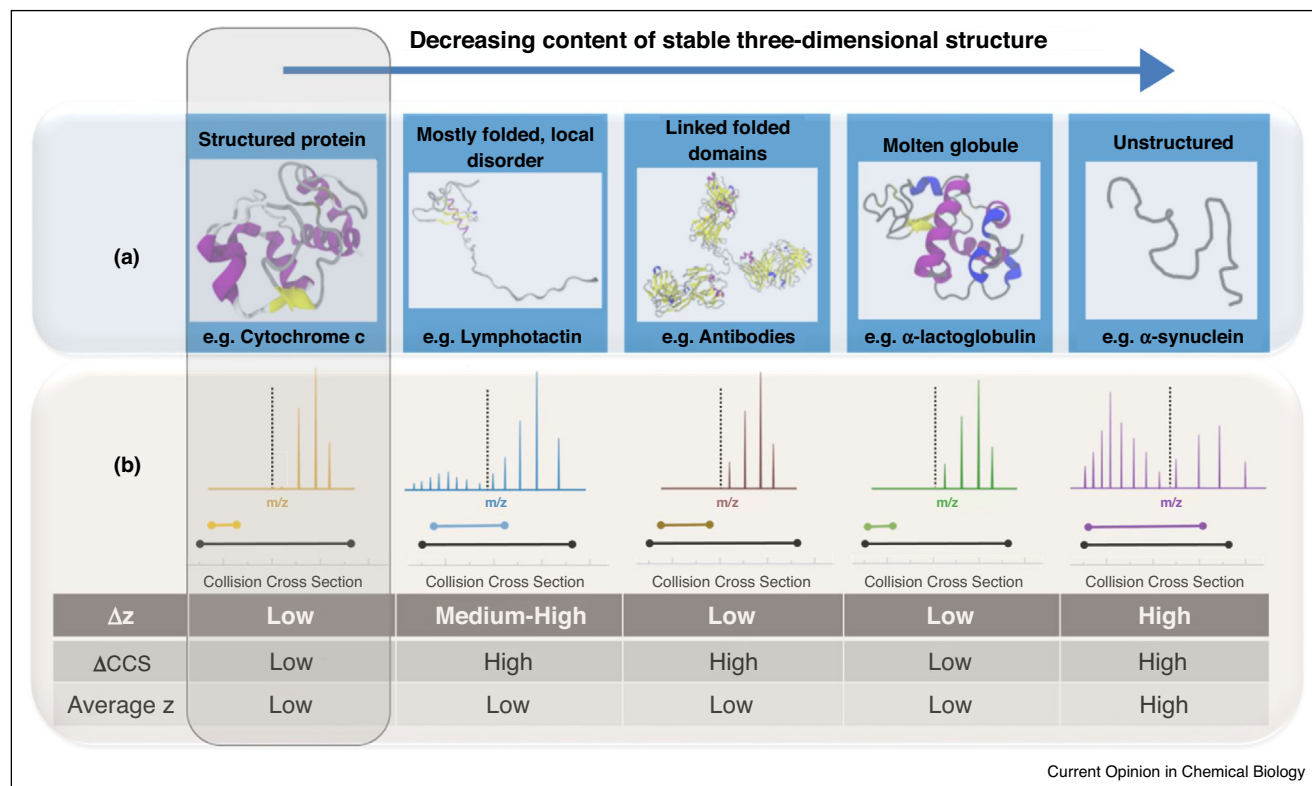 Decreasing content of stable three-dimensional structure
(a)
Structured protein
e.g. Cytochrome c
Mostly folded, local
disorder
e.g. Lymphotactin
Linked folded
domains
e.g. Antibodies
Molten globule
e.g. α-lactoglobulin
Unstructured
e.g. α-synuclein
(b)
m/z
Collision Cross Section
m/z
Collision Cross Section
m/z
Collision Cross Section
m/z
Collision Cross Section
m/z
Collision Cross Section
Δz Low Medium-High Low Low High
ΔCCS Low High High Low High
Average z Low Low Low Low High
Current Opinion in Chemical Biology